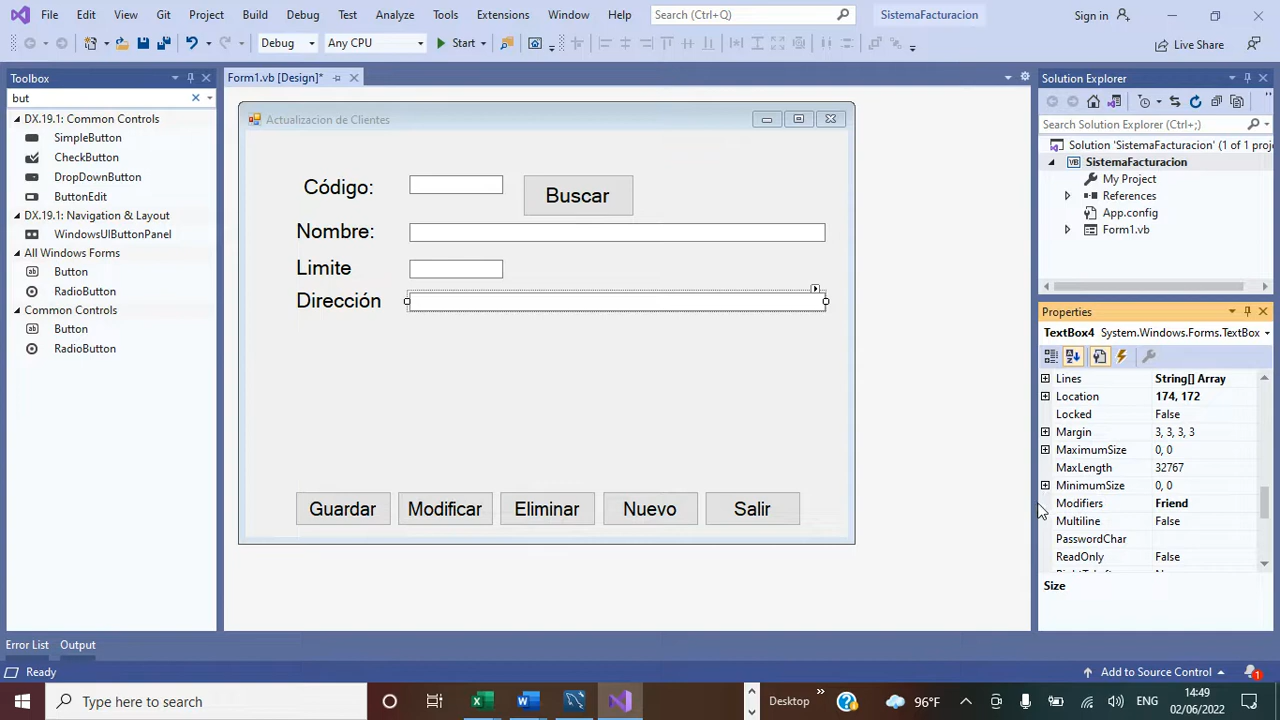 File Edit View Git Project Build Debug Test Analyze Tools Extensions Window Help Search (Ctrl+Q) SistemaFacturacion Sign in
Debug Any CPU Start Live Share
Toolbox
but
DX.19.1: Common Controls
SimpleButton
CheckButton
DropDownButton
ButtonEdit
DX.19.1: Navigation & Layout
WindowsUIButtonPanel
All Windows Forms
Button
RadioButton
Common Controls
Button
RadioButton
Form1.vb [Design]*
Actualizacion de Clientes
Código:
Buscar
Nombre:
Limite
Dirección
Guardar Modificar Eliminar Nuevo Salir
Solution Explorer
Search Solution Explorer (Ctrl+;)
Solution 'SistemaFacturacion' (1 of 1 proje
VB SistemaFacturacion
My Project
References
App.config
Form1.vb
Properties
TextBox4 System.Windows.Forms.TextBox
Lines String[] Array
Location 174, 172
Locked False
Margin 3, 3, 3, 3
MaximumSize 0, 0
MaxLength 32767
MinimumSize 0, 0
Modifiers Friend
Multiline False
PasswordChar
ReadOnly False
Size
Error List Output
Ready Add to Source Control 1
Type here to search Desktop 96°F ENG 14:49
02/06/2022